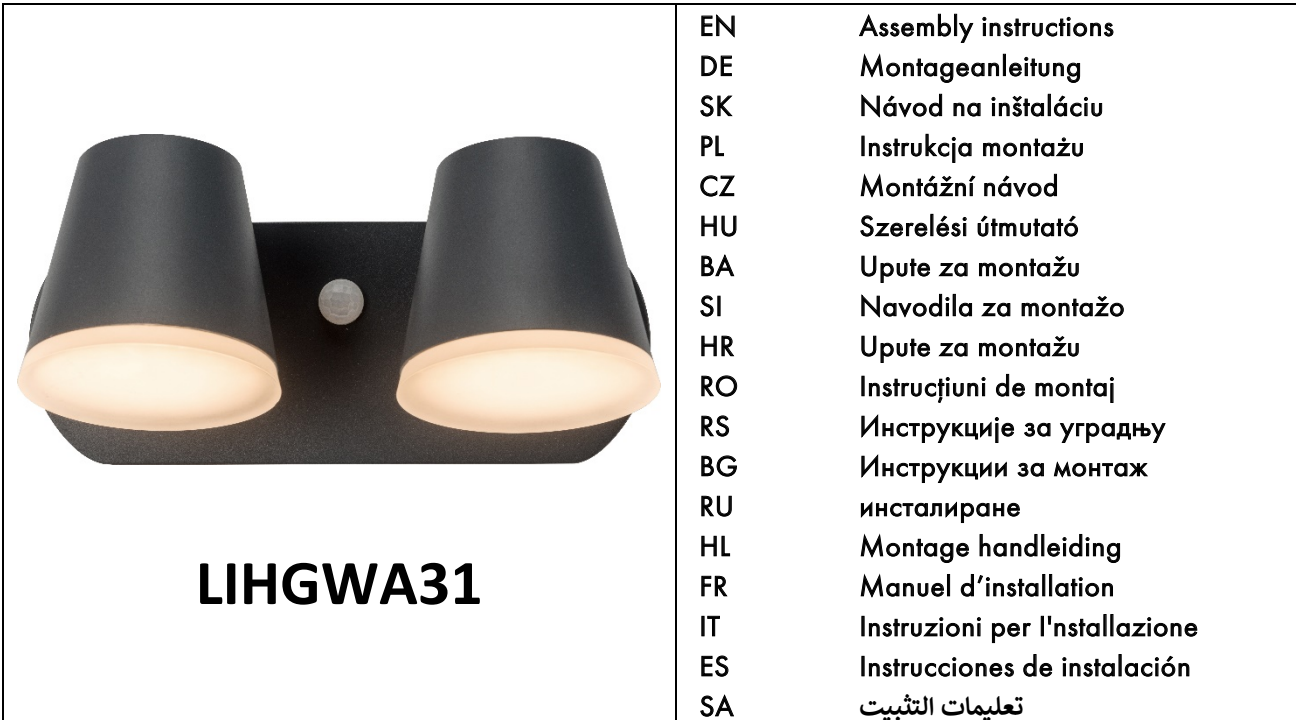 LIHGWA31
EN Assembly instructions
DE Montageanleitung
SK Návod na inštaláciu
PL Instrukcja montażu
CZ Montážní návod
HU Szerelési útmutató
BA Upute za montažu
SI Navodila za montažo
HR Upute za montažu
RO Instrucțiuni de montaj
RS Инструкције за уградњу
BG Инструкции за монтаж
RU инсталиране
HL Montage handleiding
FR Manuel d’installation
IT Instruzioni per l'nstallazione
ES Instrucciones de instalación
SA تعليمات التثبيت